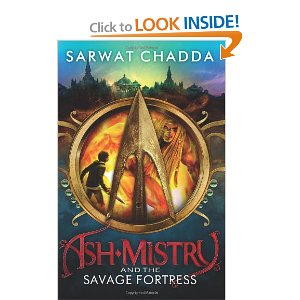 Click to LOOK INSIDE!
SARWAT CHADDA
ASH MISTRY
AND THE
SAVAGE FORTRESS